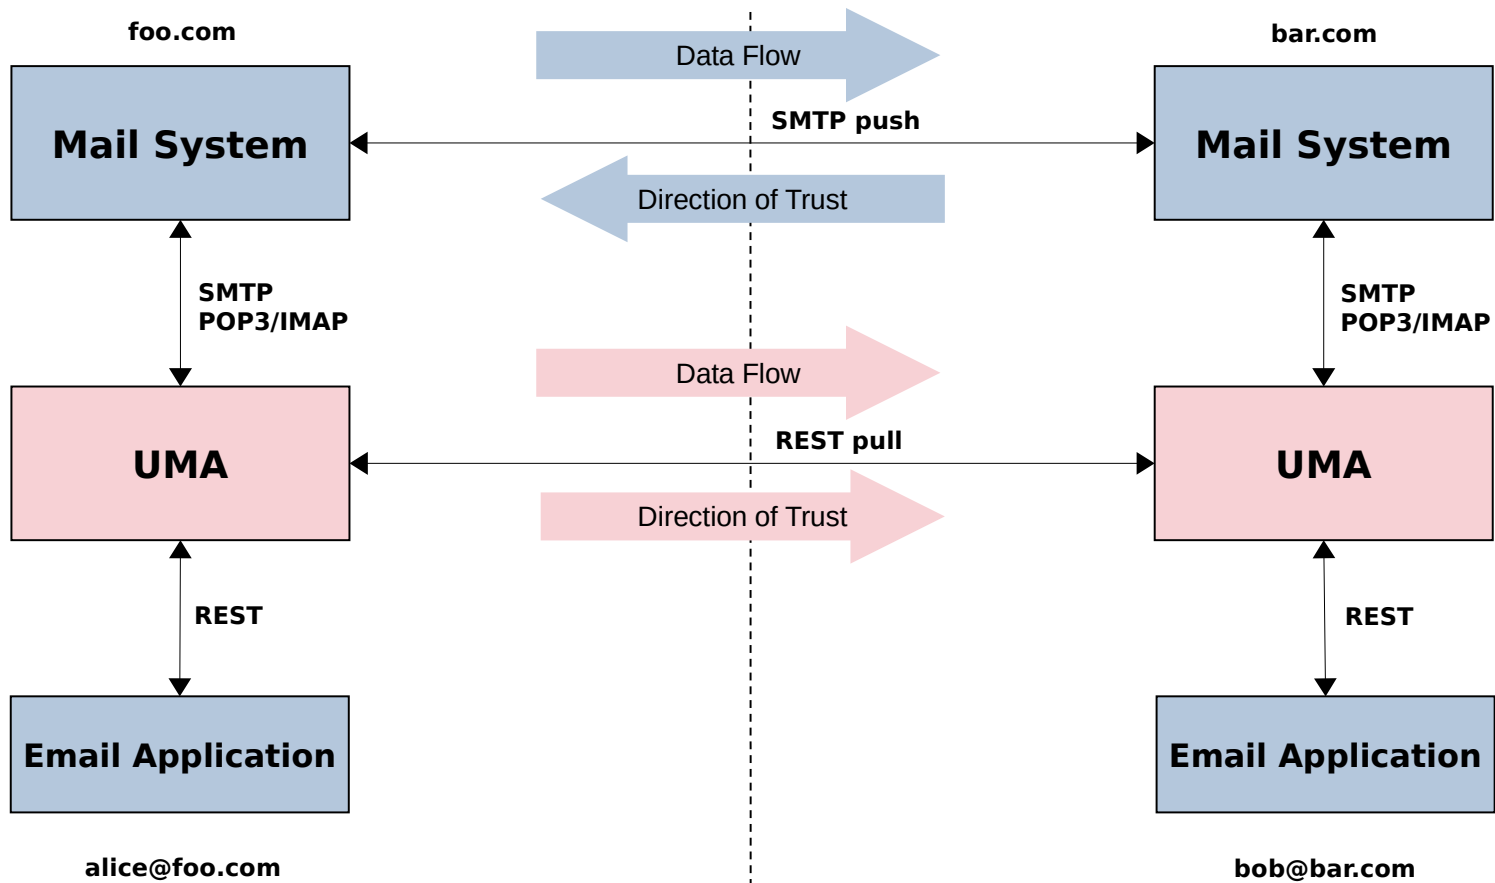 foo.com
bar.com
Data Flow
SMTP push
Mail System
Mail System
Direction of Trust
SMTP
POP3/IMAP
SMTP
POP3/IMAP
Data Flow
REST pull
UMA
UMA
Direction of Trust
REST
REST
Email Application
Email Application
alice@foo.com
bob@bar.com